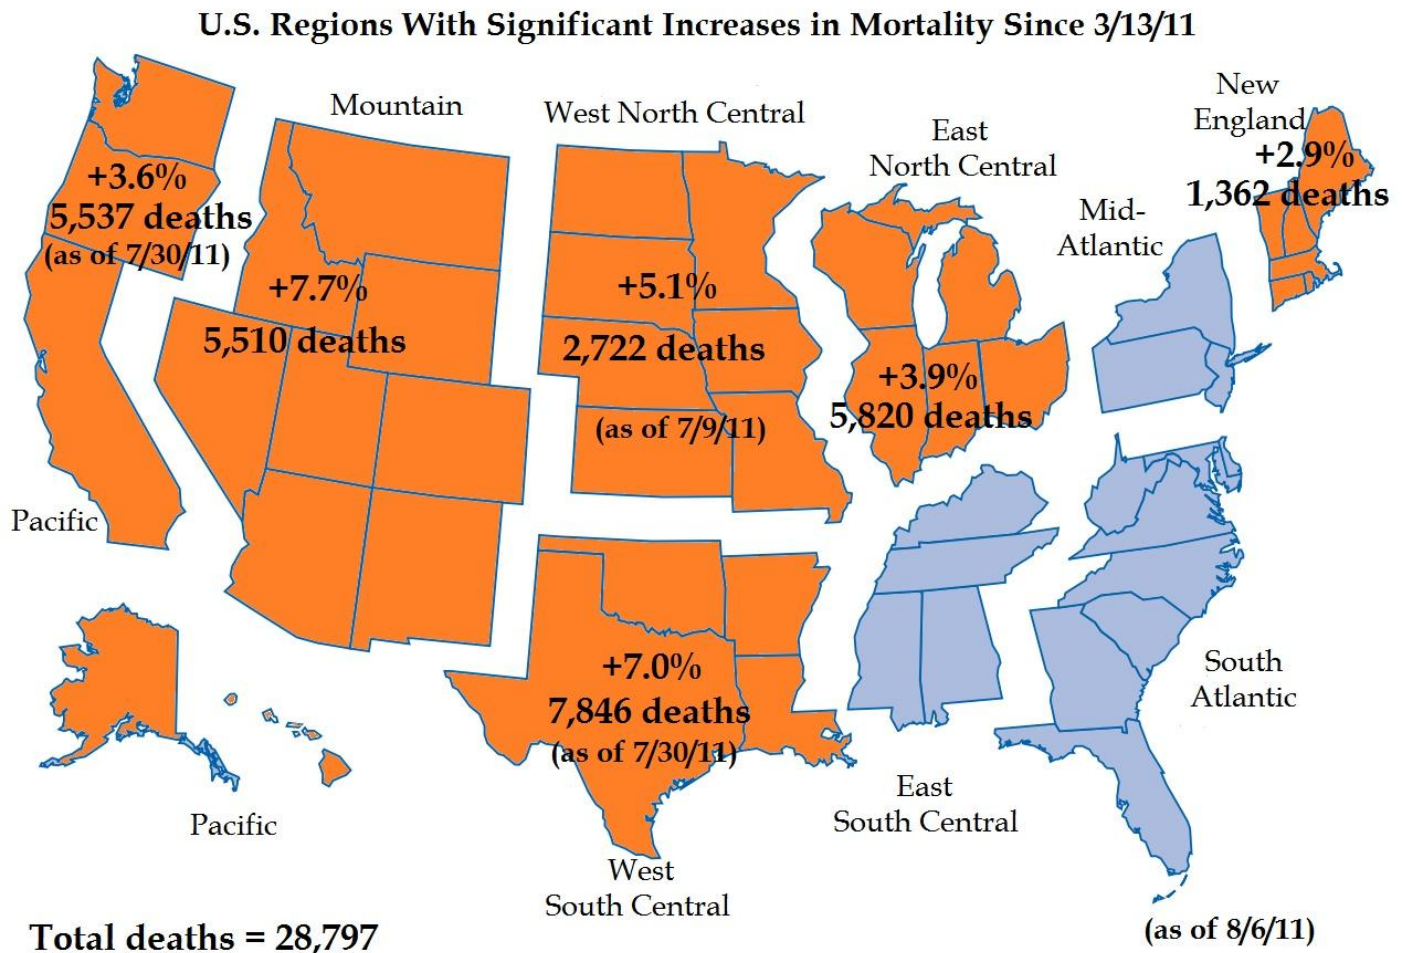 U.S. Regions With Significant Increases in Mortality Since 3/13/11
Mountain
West North Central
East
North Central
New
England
+2.9%
1,362 deaths
Mid-
Atlantic
+3.6%
5,537 deaths
(as of 7/30/11)
+7.7%
5,510 deaths
+5.1%
2,722 deaths
(as of 7/9/11)
+3.9%
5,820 deaths
Pacific
+7.0%
7,846 deaths
(as of 7/30/11)
South
Atlantic
Pacific
East
South Central
West
South Central
Total deaths = 28,797
(as of 8/6/11)